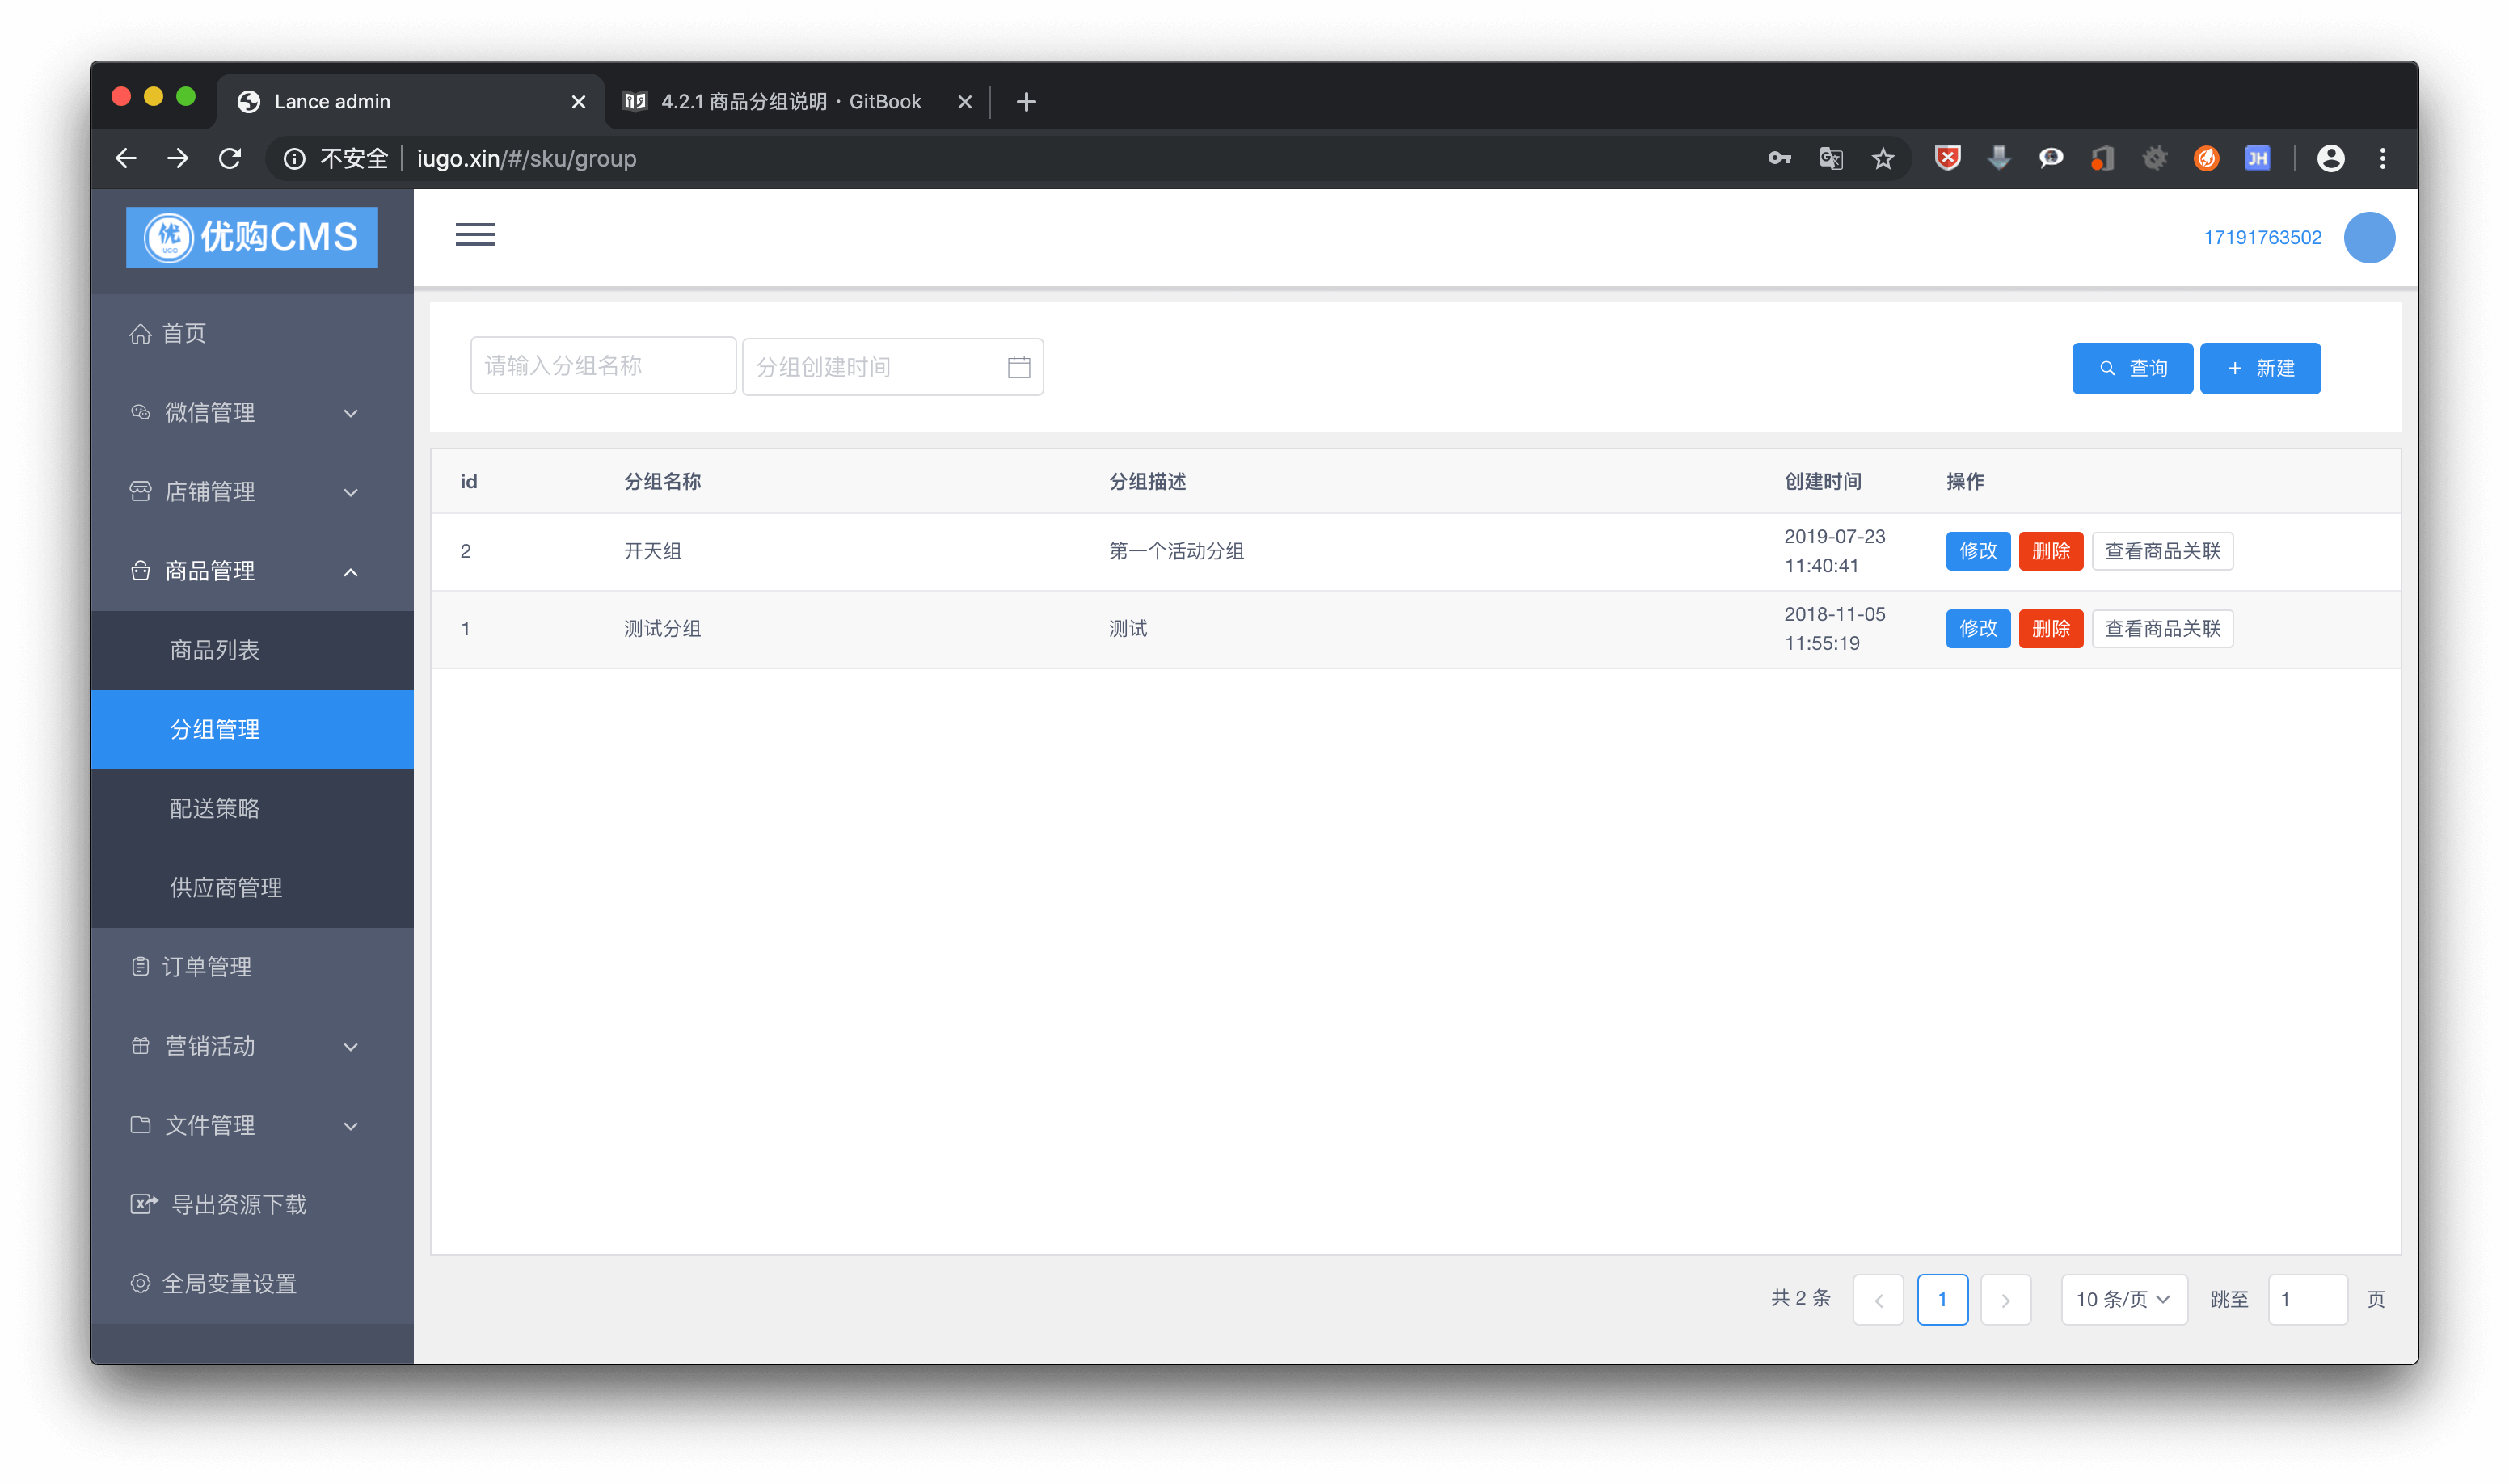 Lance admin
4.2.1 商品分组说明 · GitBook
不安全 iugo.xin/#/sku/group
JH
优 IUGO 优购CMS
17191763502
首页
微信管理
店铺管理
商品管理
商品列表
分组管理
配送策略
供应商管理
订单管理
营销活动
文件管理
导出资源下载
全局变量设置
请输入分组名称 分组创建时间 查询 新建
id 分组名称 分组描述 创建时间 操作
2 开天组 第一个活动分组 2019-07-23 11:40:41 修改 删除 查看商品关联
1 测试分组 测试 2018-11-05 11:55:19 修改 删除 查看商品关联
共 2 条 1 10 条/页 跳至 1 页